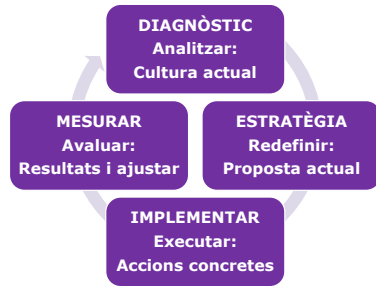 DIAGNÒSTIC
Analitzar:
Cultura actual
MESURAR
Avaluar:
Resultats i ajustar
ESTRATÈGIA
Redefinir:
Proposta actual
IMPLEMENTAR
Executar:
Accions concretes